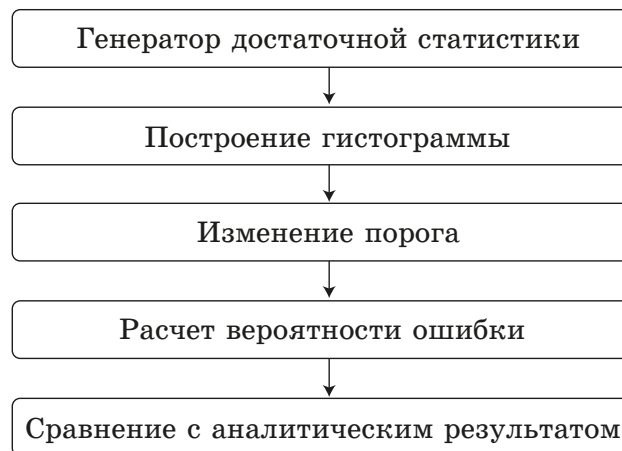 Генератор достаточной статистики
Построение гистограммы
Изменение порога
Расчет вероятности ошибки
Сравнение с аналитическим результатом